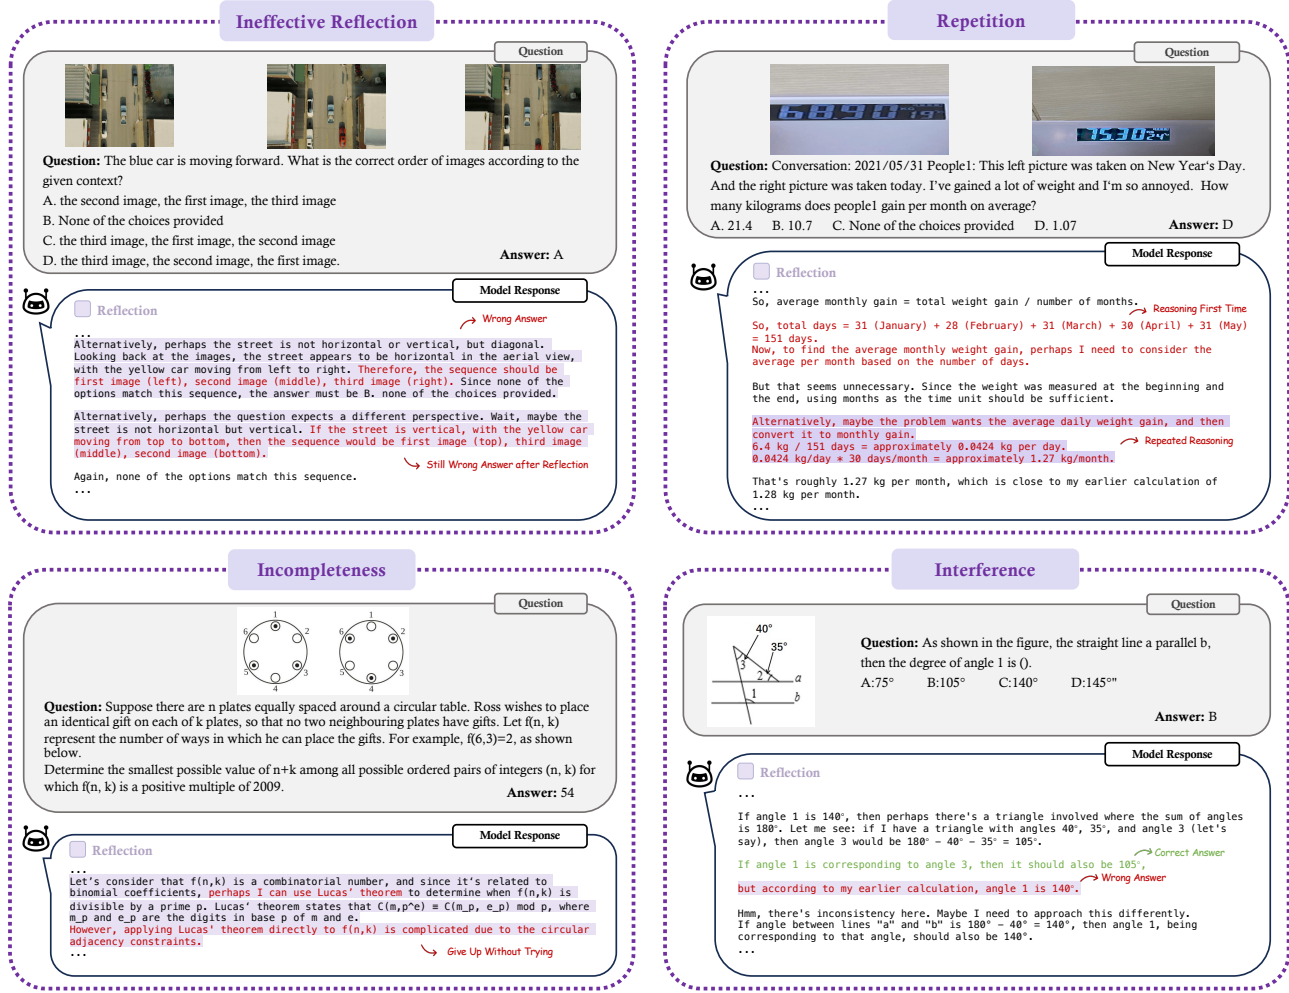 Ineffective Reflection
Question
Question: The blue car is moving forward. What is the correct order of images according to the
given context?
A. the second image, the first image, the third image
B. None of the choices provided
C. the third image, the first image, the second image
D. the third image, the second image, the first image.
Answer: A
Model Response
Reflection
Wrong Answer
...
Alternatively, perhaps the street is not horizontal or vertical, but diagonal.
Looking back at the images, the street appears to be horizontal in the aerial view,
with the yellow car moving from left to right. Therefore, the sequence should be
first image (left), second image (middle), third image (right). Since none of the
options match this sequence, the answer must be B. none of the choices provided.
Alternatively, perhaps the question expects a different perspective. Wait, maybe the
street is not horizontal but vertical. If the street is vertical, with the yellow car
moving from top to bottom, then the sequence would be first image (top), third image
(middle), second image (bottom).
Still Wrong Answer after Reflection
Again, none of the options match this sequence.
...
Repetition
Question
68.90
19°
15.30
24°
Question: Conversation: 2021/05/31 People1: This left picture was taken on New Year's Day.
And the right picture was taken today. I've gained a lot of weight and I'm so annoyed. How
many kilograms does people1 gain per month on average?
A. 21.4 B. 10.7 C. None of the choices provided D. 1.07
Answer: D
Model Response
Reflection
...
So, average monthly gain = total weight gain / number of months.
Reasoning First Time
So, total days = 31 (January) + 28 (February) + 31 (March) + 30 (April) + 31 (May)
= 151 days.
Now, to find the average monthly weight gain, perhaps I need to consider the
average per month based on the number of days.
But that seems unnecessary. Since the weight was measured at the beginning and
the end, using months as the time unit should be sufficient.
Alternatively, maybe the problem wants the average daily weight gain, and then
convert it to monthly gain.
6.4 kg / 151 days = approximately 0.0424 kg per day.
0.0424 kg/day * 30 days/month = approximately 1.27 kg/month.
Repeated Reasoning
That's roughly 1.27 kg per month, which is close to my earlier calculation of
1.28 kg per month.
...
Incompleteness
Question
1
6 2
5 3
4
1
6 2
5 3
4
Question: Suppose there are n plates equally spaced around a circular table. Ross wishes to place
an identical gift on each of k plates, so that no two neighbouring plates have gifts. Let f(n, k)
represent the number of ways in which he can place the gifts. For example, f(6,3)=2, as shown
below.
Determine the smallest possible value of n+k among all possible ordered pairs of integers (n, k) for
which f(n, k) is a positive multiple of 2009.
Answer: 54
Model Response
Reflection
...
Let's consider that f(n,k) is a combinatorial number, and since it's related to
binomial coefficients, perhaps I can use Lucas' theorem to determine when f(n,k) is
divisible by a prime p. Lucas' theorem states that C(m,p^e) ≡ C(m_p, e_p) mod p, where
m_p and e_p are the digits in base p of m and e.
However, applying Lucas' theorem directly to f(n,k) is complicated due to the circular
adjacency constraints.
Give Up Without Trying
...
Interference
Question
40°
35°
3
2
a
1
b
Question: As shown in the figure, the straight line a parallel b,
then the degree of angle 1 is ().
A:75° B:105° C:140° D:145°"
Answer: B
Model Response
Reflection
...
If angle 1 is 140°, then perhaps there's a triangle involved where the sum of angles
is 180°. Let me see: if I have a triangle with angles 40°, 35°, and angle 3 (let's
say), then angle 3 would be 180° - 40° - 35° = 105°.
Correct Answer
If angle 1 is corresponding to angle 3, then it should also be 105°,
Wrong Answer
but according to my earlier calculation, angle 1 is 140°.
Hmm, there's inconsistency here. Maybe I need to approach this differently.
If angle between lines "a" and "b" is 180° - 40° = 140°, then angle 1, being
corresponding to that angle, should also be 140°.
...